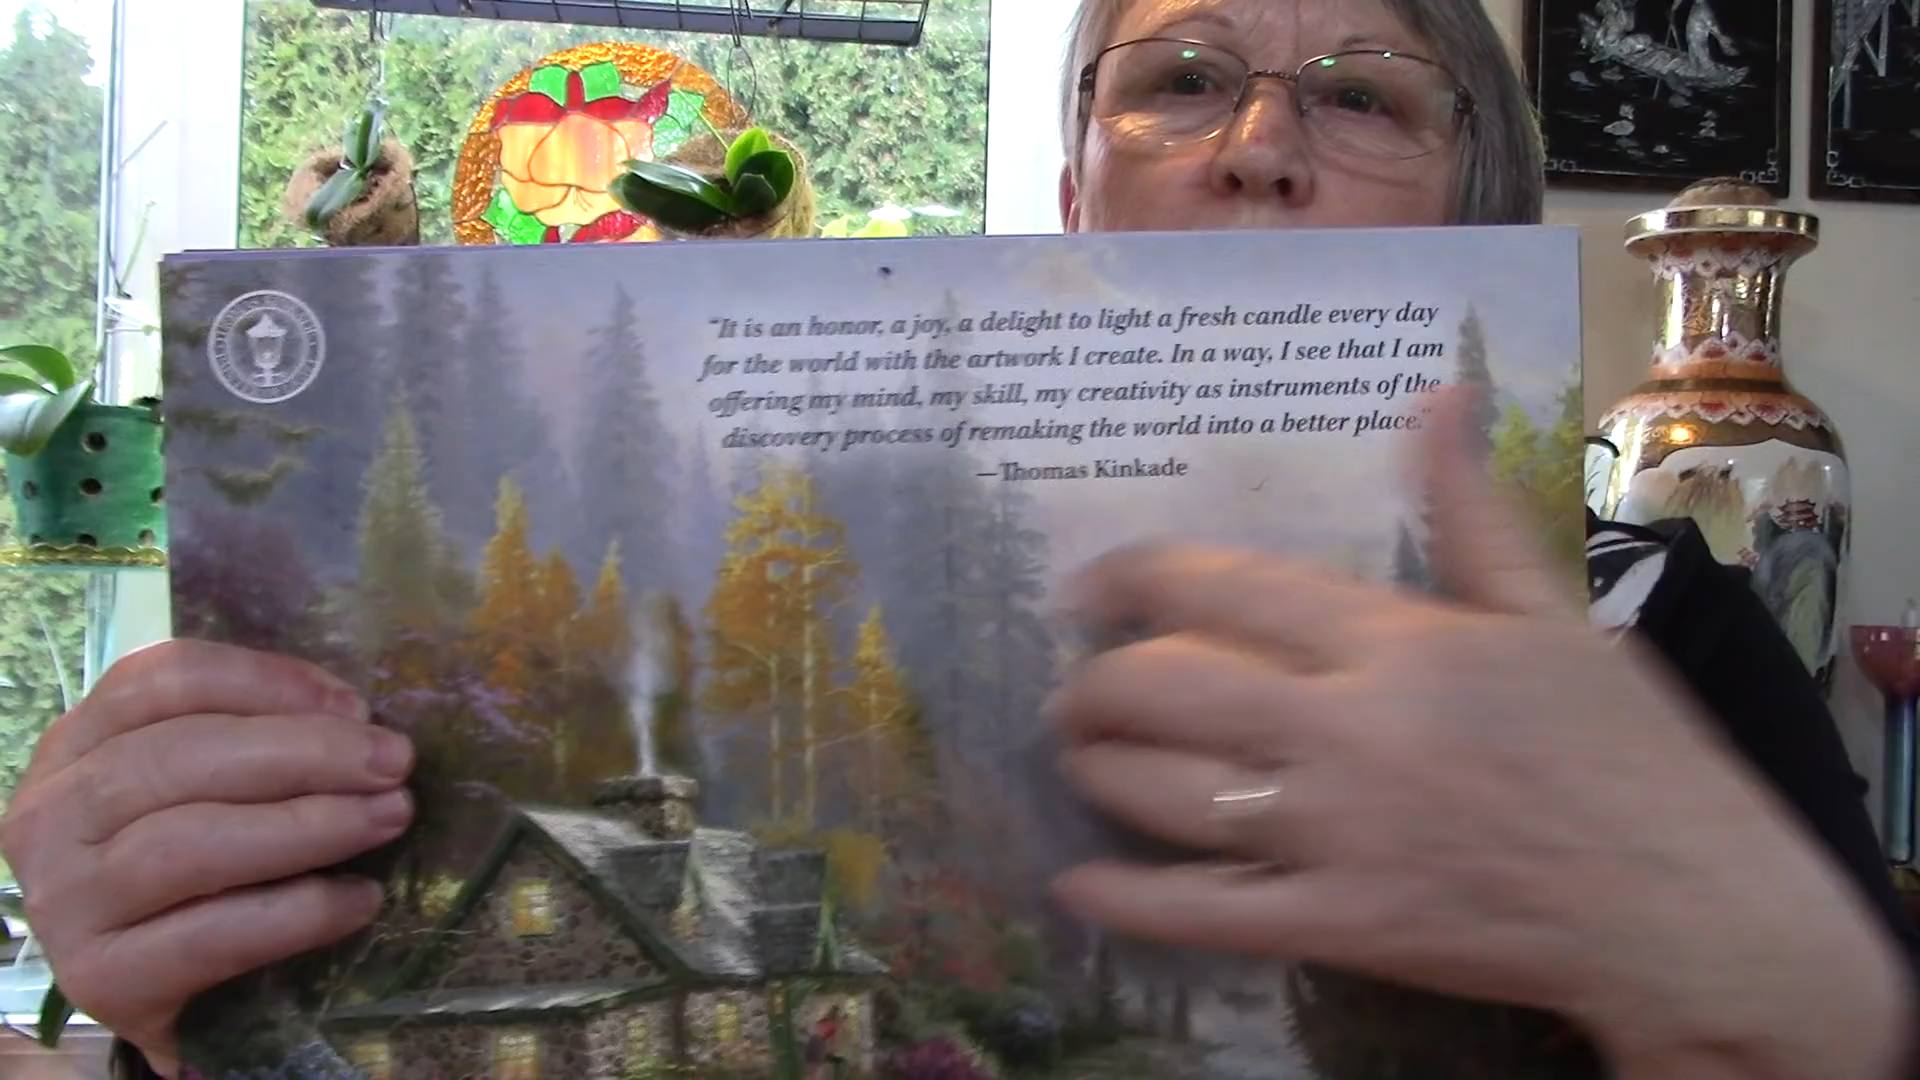 "It is an honor, a joy, a delight to light a fresh candle every day
for the world with the artwork I create. In a way, I see that I am
offering my mind, my skill, my creativity as instruments of the
discovery process of remaking the world into a better place."
—Thomas Kinkade